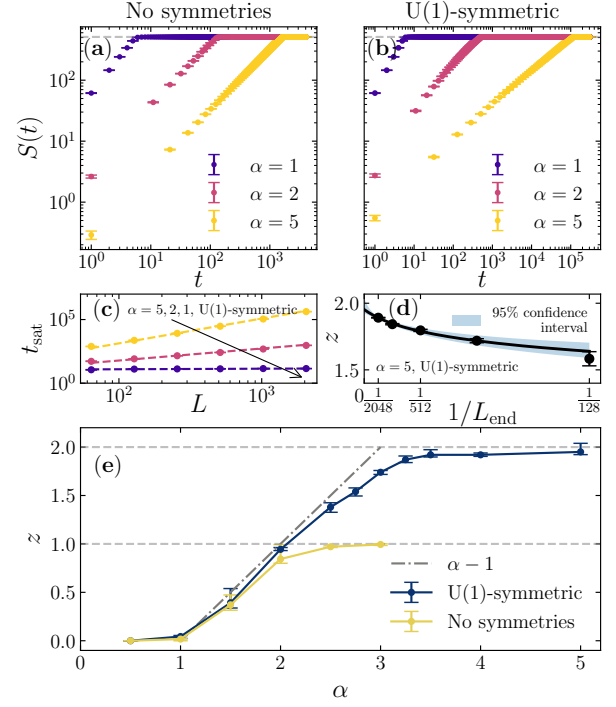 No symmetries
U(1)-symmetric
(a)
(b)
S(t)
10^2
10^1
10^0
α = 1
α = 2
α = 5
α = 1
α = 2
α = 5
10^0 10^1 10^2 10^3
10^0 10^1 10^2 10^3 10^4 10^5
t
t
(c)
α = 5, 2, 1, U(1)-symmetric
t_sat
10^5
10^0
10^2 10^3
L
(d)
95% confidence
interval
z
2.0
1.5
α = 5, U(1)-symmetric
0 1/2048 1/512 1/128
1/L_end
(e)
z
2.0
1.5
1.0
0.5
0.0
α − 1
U(1)-symmetric
No symmetries
0 1 2 3 4 5
α